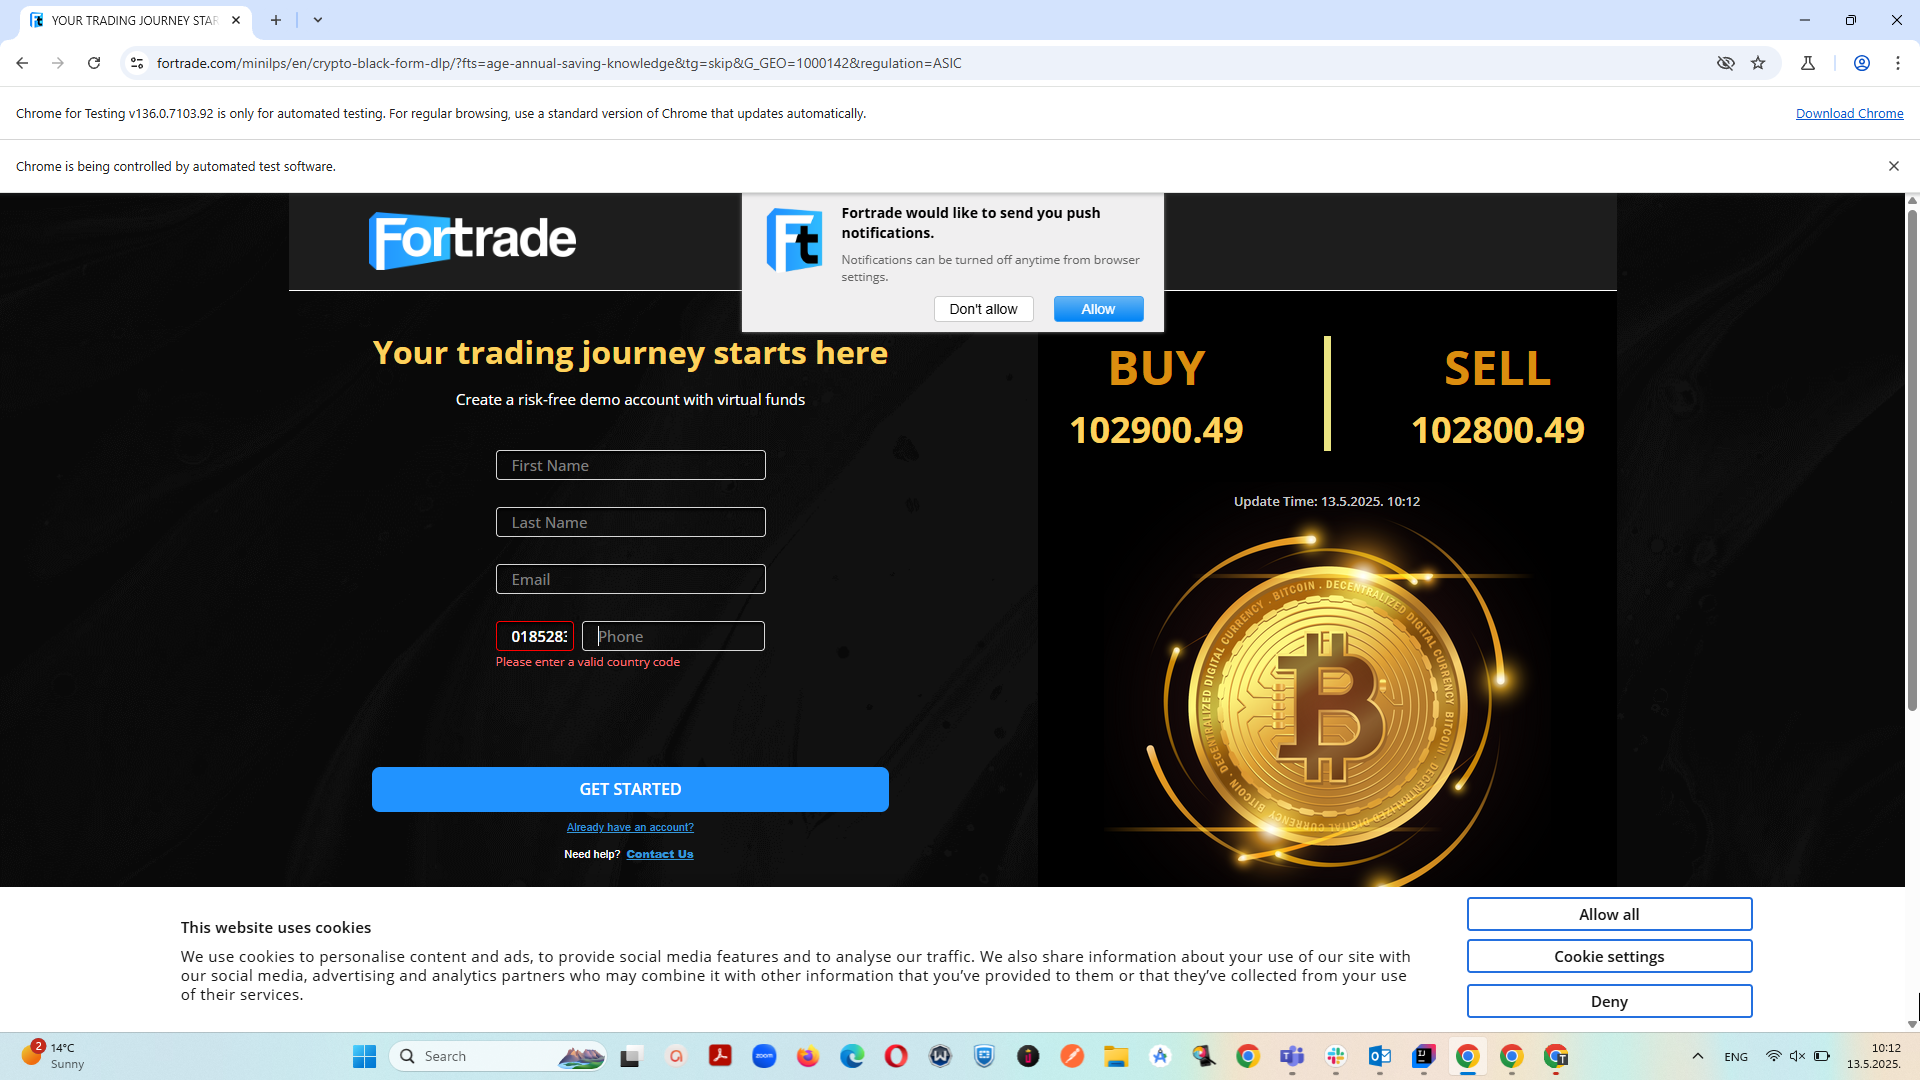 YOUR TRADING JOURNEY STAR
fortrade.com/minilps/en/crypto-black-form-dlp/?fts=age-annual-saving-knowledge&tg=skip&G_GEO=1000142&regulation=ASIC
Chrome for Testing v136.0.7103.92 is only for automated testing. For regular browsing, use a standard version of Chrome that updates automatically.
Download Chrome
Chrome is being controlled by automated test software.
Fortrade
Fortrade would like to send you push
notifications.
Notifications can be turned off anytime from browser
settings.
Don't allow
Allow
Your trading journey starts here
Create a risk-free demo account with virtual funds
First Name
Last Name
Email
0185283
Phone
Please enter a valid country code
GET STARTED
Already have an account?
Need help? Contact Us
BUY
SELL
102900.49
102800.49
Update Time: 13.5.2025. 10:12
BITCOIN . DECENTRALIZED DIGITAL CURRENCY
This website uses cookies
We use cookies to personalise content and ads, to provide social media features and to analyse our traffic. We also share information about your use of our site with
our social media, advertising and analytics partners who may combine it with other information that you've provided to them or that they've collected from your use
of their services.
Allow all
Cookie settings
Deny
2
14°C
Sunny
Search
zoom
ENG
10:12
13.5.2025.